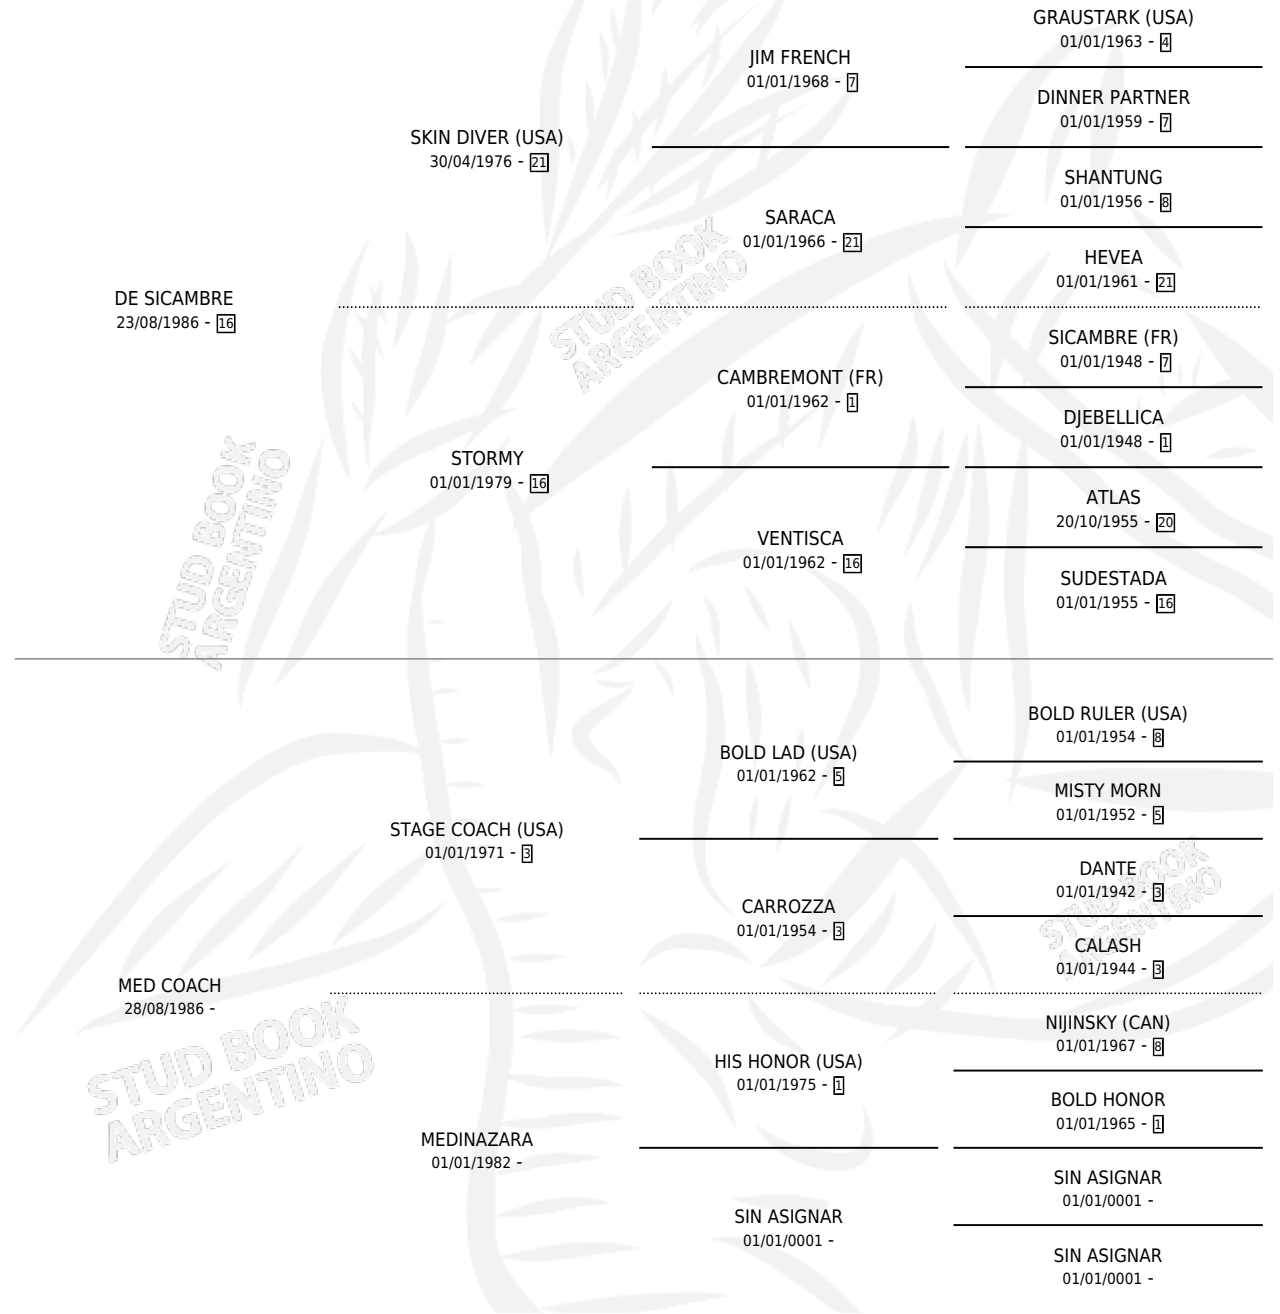 GRAUSTARK (USA)
01/01/1963 - 4
JIM FRENCH
01/01/1968 - 7
DINNER PARTNER
01/01/1959 - 7
SKIN DIVER (USA)
30/04/1976 - 21
SHANTUNG
01/01/1956 - 8
SARACA
01/01/1966 - 21
HEVEA
01/01/1961 - 21
DE SICAMBRE
23/08/1986 - 16
STUD BOOK
ARGENTINO
SICAMBRE (FR)
01/01/1948 - 7
CAMBREMONT (FR)
01/01/1962 - 1
DJEBELLICA
01/01/1948 - 1
STORMY
01/01/1979 - 16
ATLAS
20/10/1955 - 20
VENTISCA
01/01/1962 - 16
SUDESTADA
01/01/1955 - 16
STUD BOOK
ARGENTINO
BOLD RULER (USA)
01/01/1954 - 8
BOLD LAD (USA)
01/01/1962 - 5
MISTY MORN
01/01/1952 - 5
STAGE COACH (USA)
01/01/1971 - 3
DANTE
01/01/1942 - 3
CARROZZA
01/01/1954 - 3
STUD BOOK
ARGENTINO
CALASH
01/01/1944 - 3
MED COACH
28/08/1986 -
STUD BOOK
ARGENTINO
NIJINSKY (CAN)
01/01/1967 - 8
HIS HONOR (USA)
01/01/1975 - 1
BOLD HONOR
01/01/1965 - 1
MEDINAZARA
01/01/1982 -
SIN ASIGNAR
01/01/0001 -
SIN ASIGNAR
01/01/0001 -
SIN ASIGNAR
01/01/0001 -